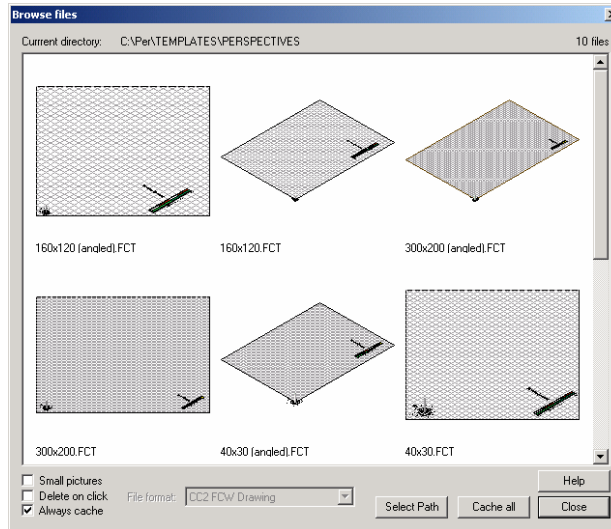 Browse files
Currrent directory: C:\Per\TEMPLATES\PERSPECTIVES 10 files
160x120 (angled).FCT 160x120.FCT 300x200 (angled).FCT
300x200.FCT 40x30 (angled).FCT 40x30.FCT
Small pictures Help
Delete on click File format: CC2 FCW Drawing
Always cache Select Path Cache all Close